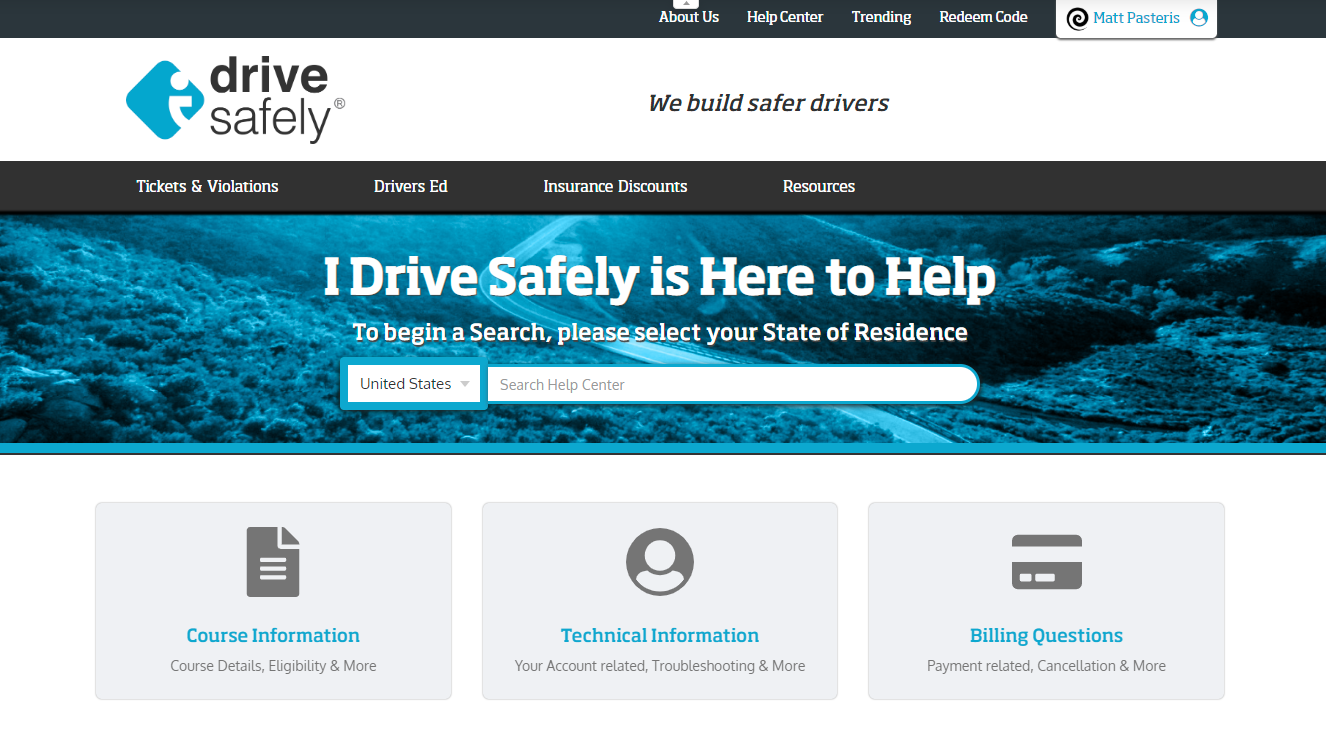 About Us Help Center Trending Redeem Code Matt Pasteris
drive
safely®
We build safer drivers
Tickets & Violations Drivers Ed Insurance Discounts Resources
I Drive Safely is Here to Help
To begin a Search, please select your State of Residence
United States Search Help Center
Course Information Technical Information Billing Questions
Course Details, Eligibility & More Your Account related, Troubleshooting & More Payment related, Cancellation & More